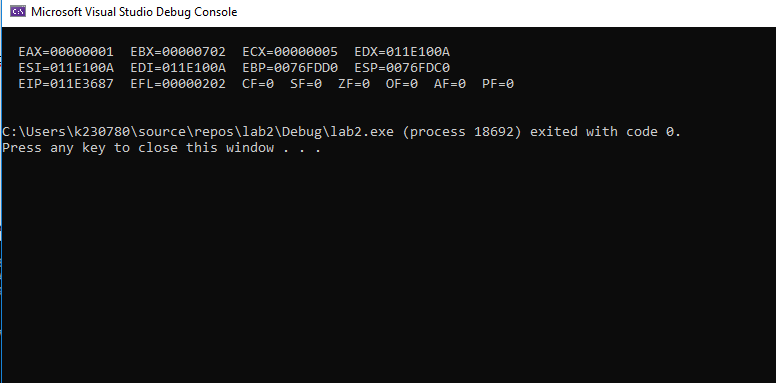 Microsoft Visual Studio Debug Console
EAX=00000001  EBX=00000702  ECX=00000005  EDX=011E100A
ESI=011E100A  EDI=011E100A  EBP=0076FDD0  ESP=0076FDC0
EIP=011E3687  EFL=00000202  CF=0  SF=0  ZF=0  OF=0  AF=0  PF=0
C:\Users\k230780\source\repos\lab2\Debug\lab2.exe (process 18692) exited with code 0.
Press any key to close this window . . .